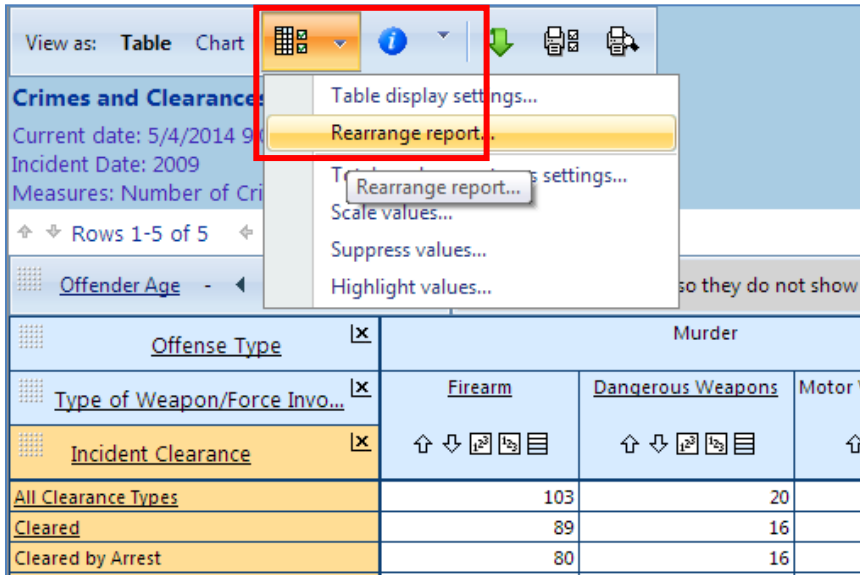 View as: Table Chart
Table display settings...
Rearrange report...
settings...
Rearrange report...
Scale values...
Suppress values...
Highlight values...
Crimes and Clearances
Current date: 5/4/2014 9
Incident Date: 2009
Measures: Number of Cri
Rows 1-5 of 5
Offender Age - so they do not show
Offense Type Murder
Type of Weapon/Force Invo... Firearm Dangerous Weapons Motor
Incident Clearance
All Clearance Types 103 20
Cleared 89 16
Cleared by Arrest 80 16